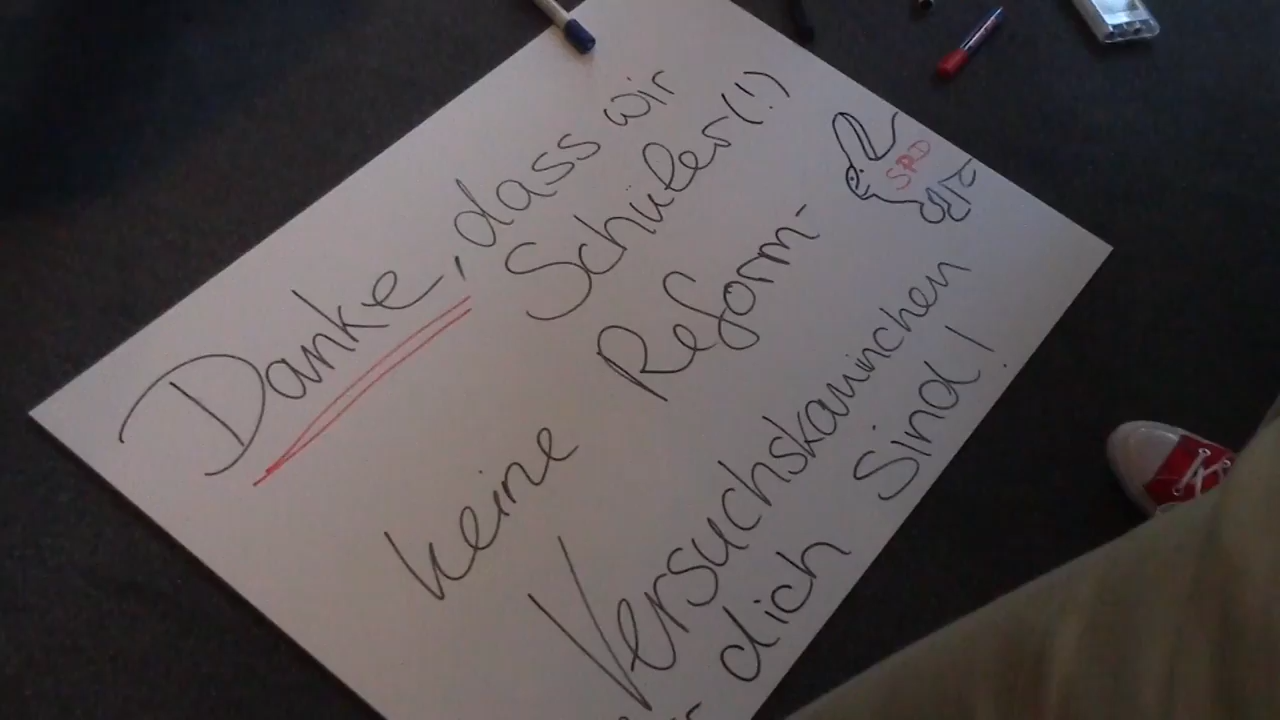 Danke, dass wir
Schüler(!)
keine Reform-
Versuchskaninchen
dich sind!
SPD